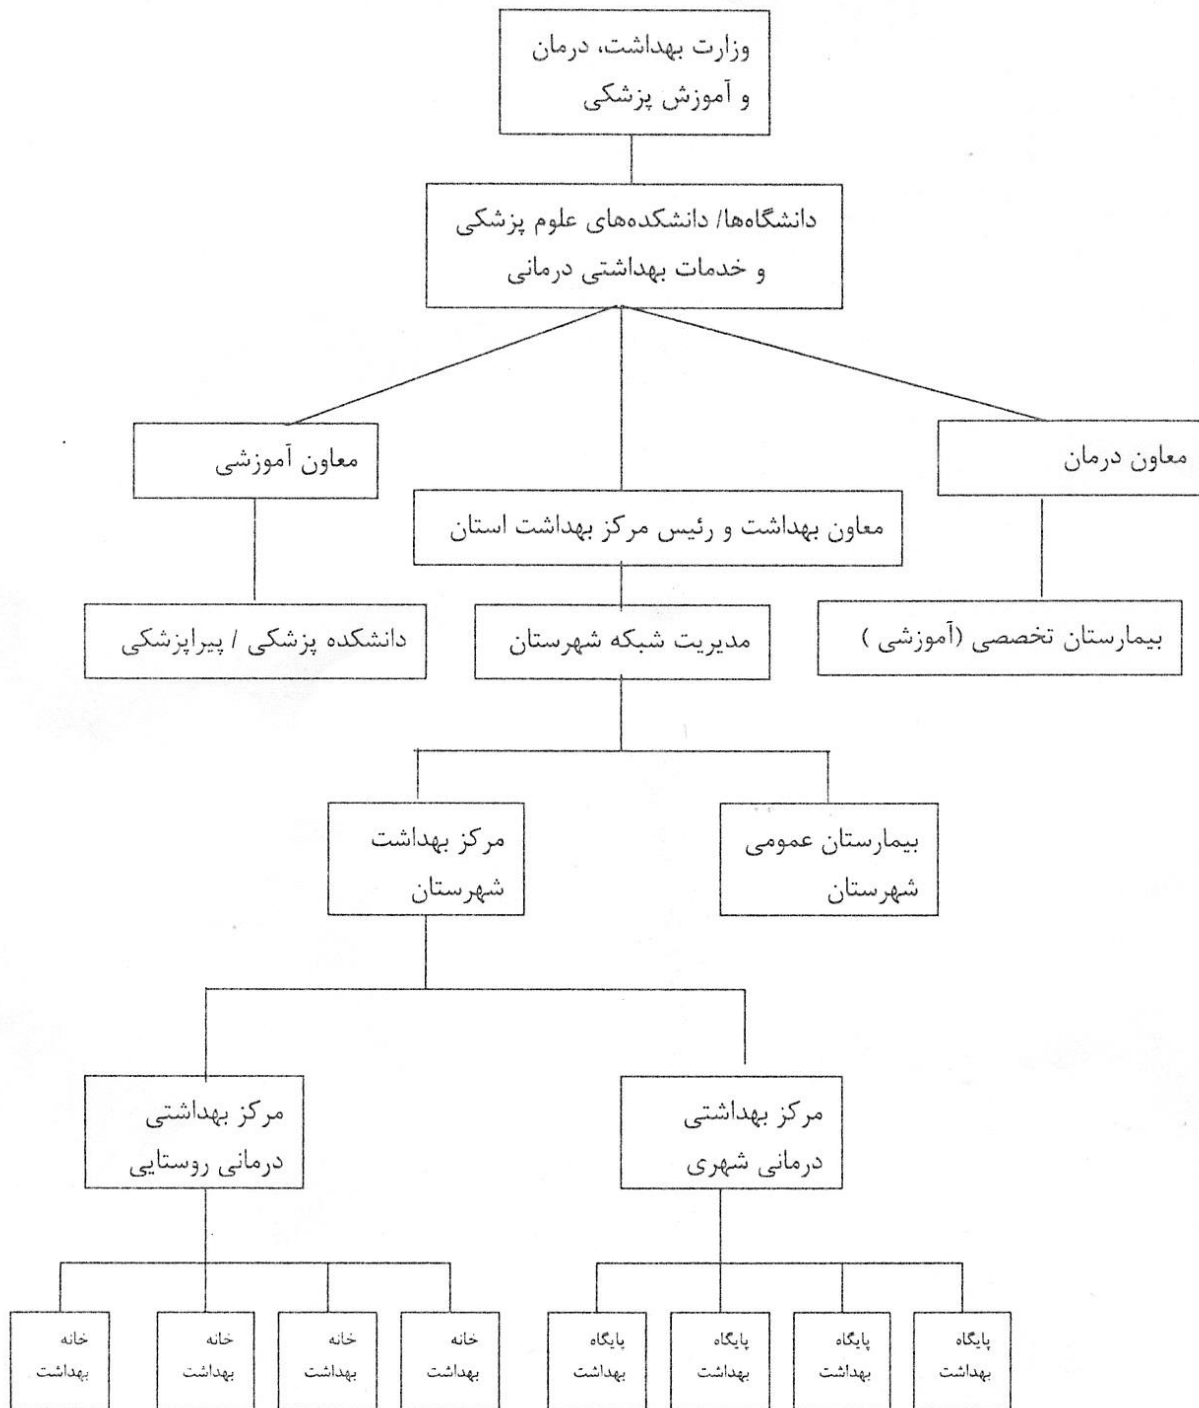 وزارت بهداشت، درمان
و آموزش پزشکی
دانشگاه‌ها/ دانشکده‌های علوم پزشکی
و خدمات بهداشتی درمانی
معاون درمان
معاون آموزشی
معاون بهداشت و رئیس مرکز بهداشت استان
بیمارستان تخصصی (آموزشی )
مدیریت شبکه شهرستان
دانشکده پزشکی / پیراپزشکی
بیمارستان عمومی
شهرستان
مرکز بهداشت
شهرستان
مرکز بهداشتی
درمانی شهری
مرکز بهداشتی
درمانی روستایی
پایگاه
بهداشت
پایگاه
بهداشت
پایگاه
بهداشت
پایگاه
بهداشت
خانه
بهداشت
خانه
بهداشت
خانه
بهداشت
خانه
بهداشت